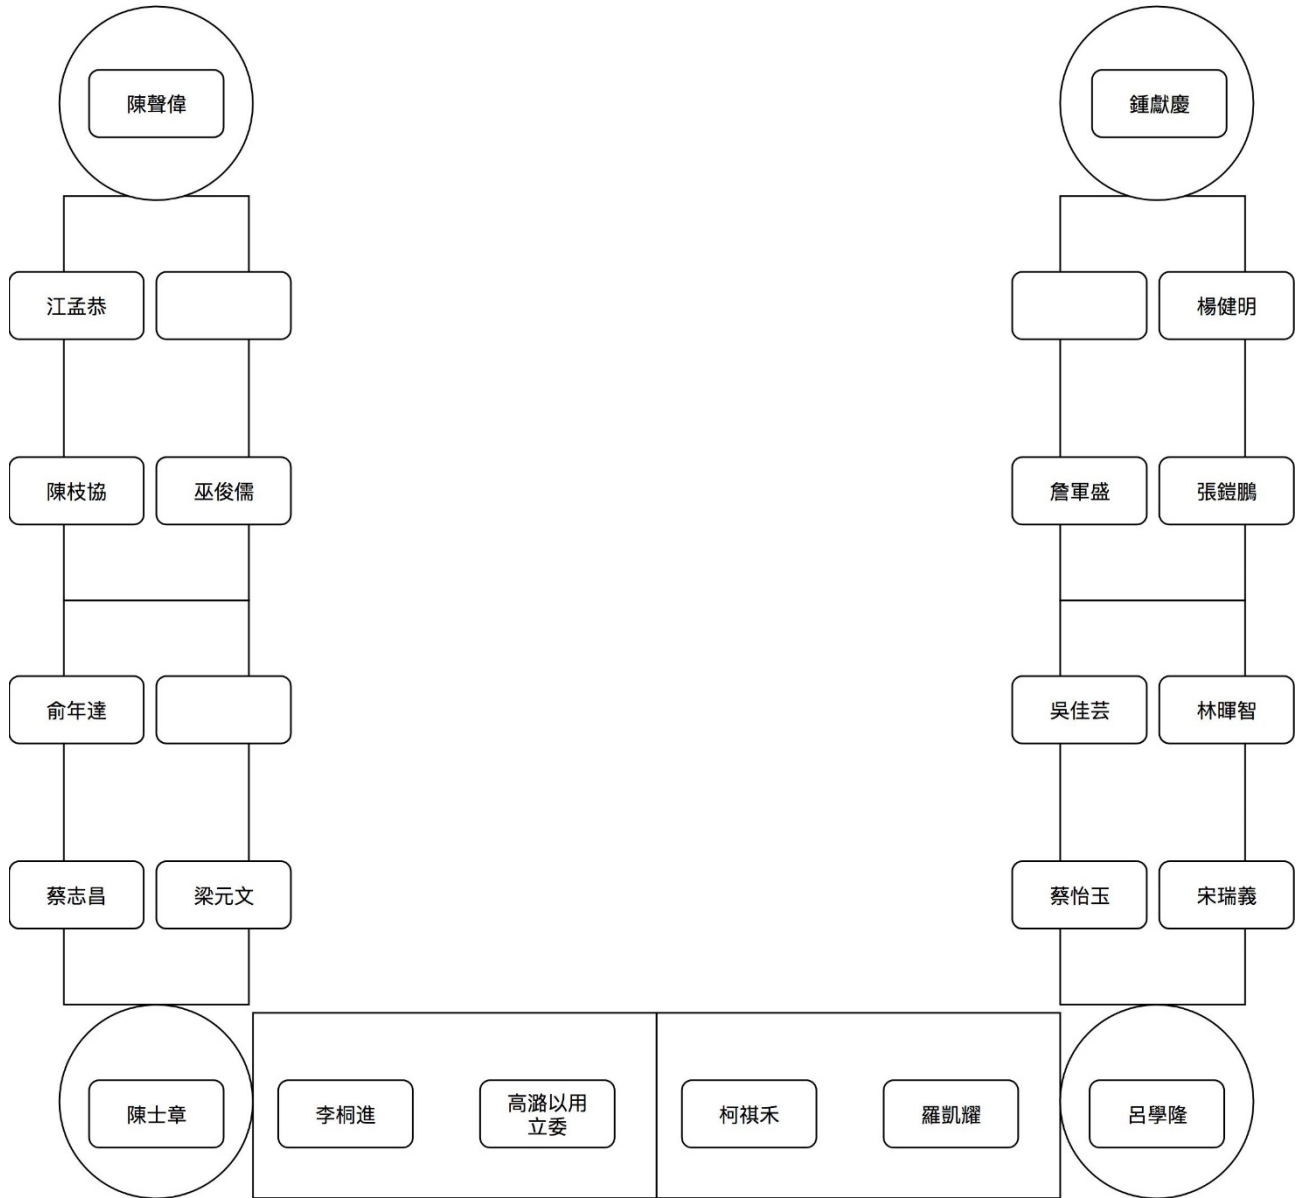 陳聲偉
鍾獻慶
江孟恭
楊健明
陳枝協
巫俊儒
詹軍盛
張鎧鵬
俞年達
吳佳芸
林暉智
蔡志昌
梁元文
蔡怡玉
宋瑞義
陳士章
李桐進
高潞以用
立委
柯祺禾
羅凱耀
呂學隆